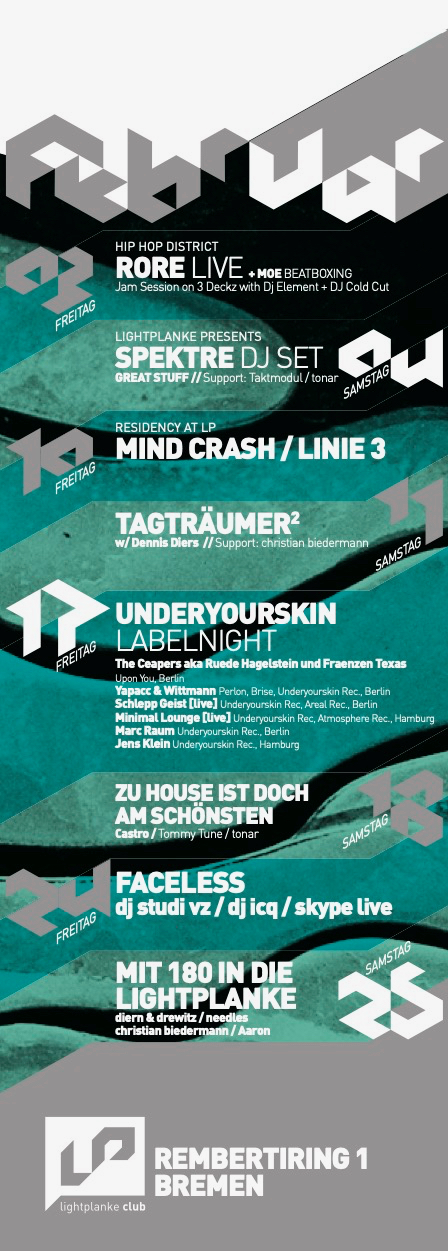 februar
HIP HOP DISTRICT
03
RORE LIVE + MOE BEATBOXING
Jam Session on 3 Deckz with Dj Element + DJ Cold Cut
FREITAG
LIGHTPLANKE PRESENTS
SPEKTRE DJ SET
04
GREAT STUFF // Support: Taktmodul / tonar
SAMSTAG
RESIDENCY AT LP
10
MIND CRASH / LINIE 3
FREITAG
TAGTRÄUMER²
11
w/ Dennis Diers // Support: christian biedermann
SAMSTAG
17
UNDERYOURSKIN
LABELNIGHT
FREITAG
The Ceapers aka Ruede Hagelstein und Fraenzen Texas
Upon You, Berlin
Yapacc & Wittmann Perlon, Brise, Underyourskin Rec., Berlin
Schlepp Geist [live] Underyourskin Rec, Areal Rec., Berlin
Minimal Lounge [live] Underyourskin Rec, Atmosphere Rec., Hamburg
Marc Raum Underyourskin Rec., Berlin
Jens Klein Underyourskin Rec., Hamburg
ZU HOUSE IST DOCH
18
AM SCHÖNSTEN
Castro / Tommy Tune / tonar
SAMSTAG
24
FACELESS
dj studi vz / dj icq / skype live
FREITAG
SAMSTAG
MIT 180 IN DIE
25
LIGHTPLANKE
diern & drewitz / needles
christian biedermann / Aaron
LP
REMBERTIRING 1
BREMEN
lightplanke club